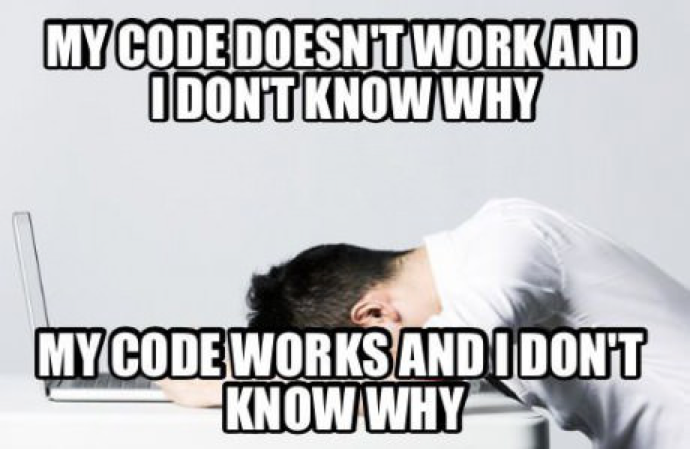 MY CODE DOESN'T WORK AND
I DON'T KNOW WHY
MY CODE WORKS AND I DON'T
KNOW WHY